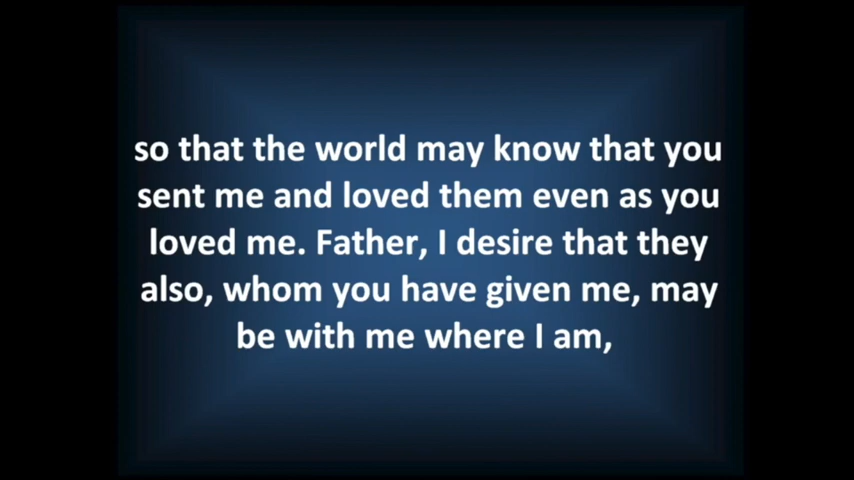 so that the world may know that you
sent me and loved them even as you
loved me. Father, I desire that they
also, whom you have given me, may
be with me where I am,